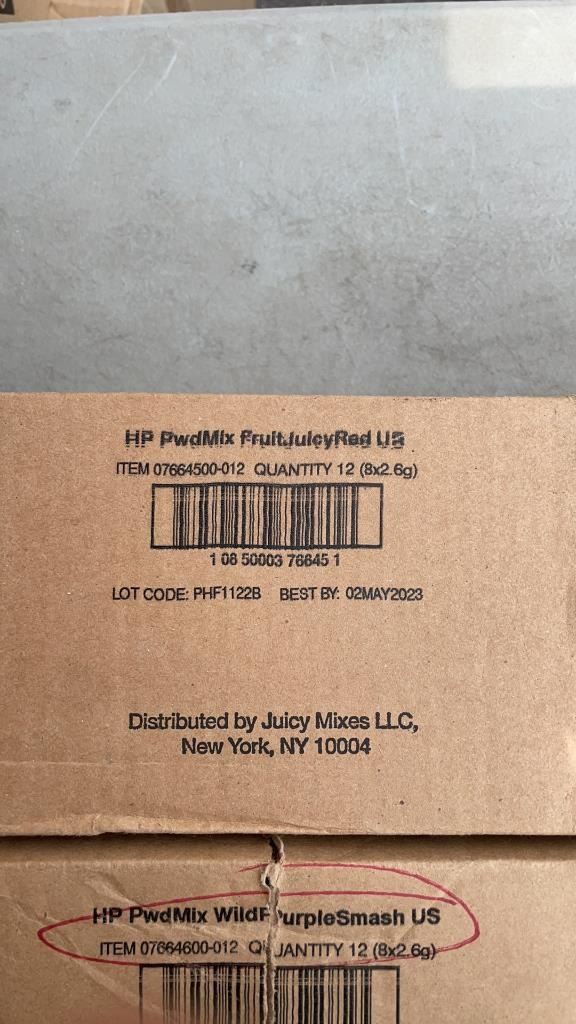 HP PwdMix FruitJuicyRed US
ITEM 07664500-012 QUANTITY 12 (8x2.6g)
1 08 50003 76645 1
LOT CODE: PHF1122B BEST BY: 02MAY2023
Distributed by Juicy Mixes LLC,
New York, NY 10004
HP PwdMix WildPurpleSmash US
ITEM 07664600-012 QUANTITY 12 (8x2.6g)